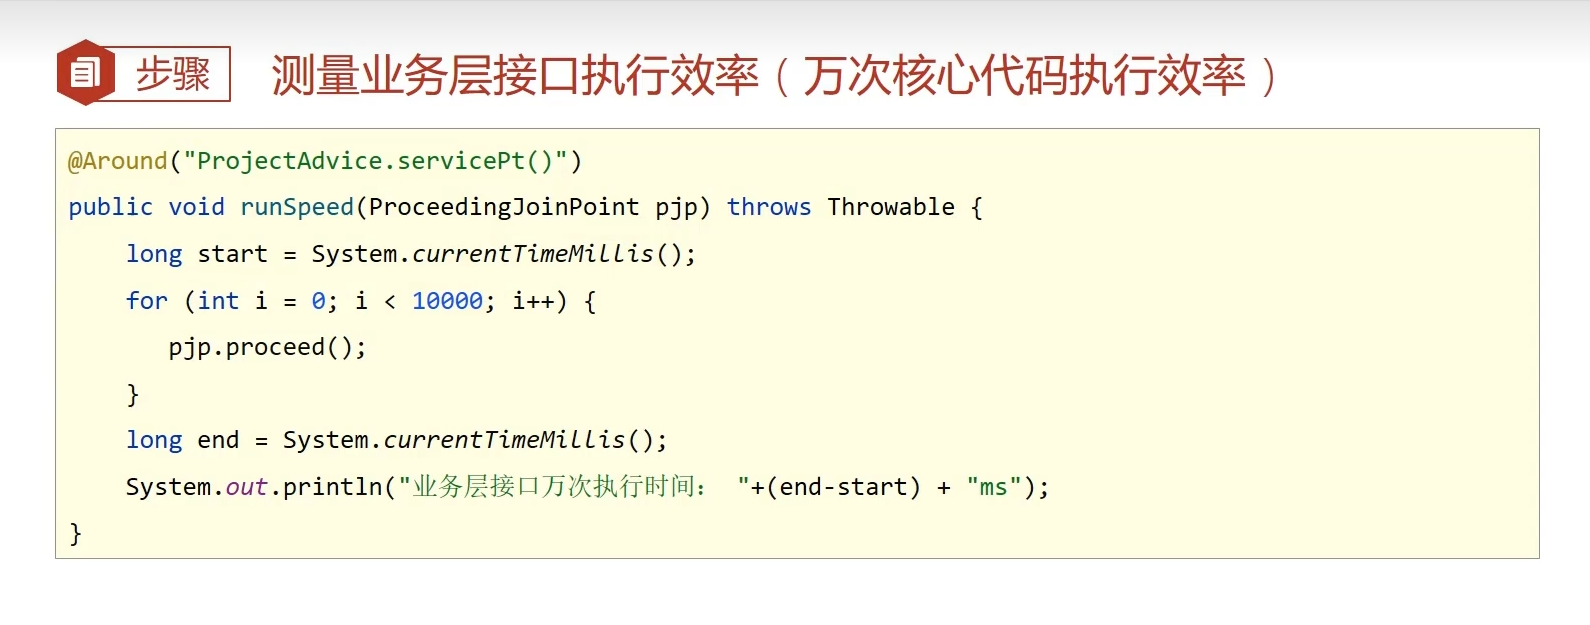 步骤
测量业务层接口执行效率（万次核心代码执行效率）
@Around("ProjectAdvice.servicePt()")
public void runSpeed(ProceedingJoinPoint pjp) throws Throwable {
    long start = System.currentTimeMillis();
    for (int i = 0; i < 10000; i++) {
       pjp.proceed();
    }
    long end = System.currentTimeMillis();
    System.out.println("业务层接口万次执行时间： "+(end-start) + "ms");
}